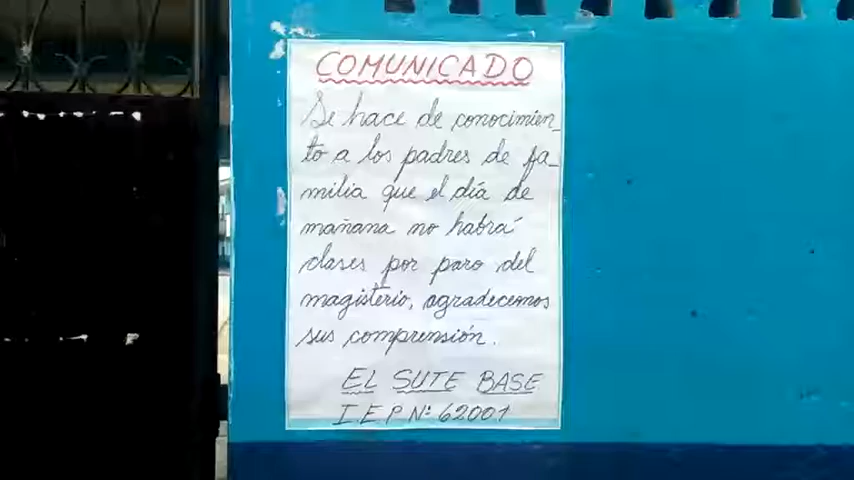 COMUNICADO
Se hace de conocimien_
to a los padres de fa_
milia que el día de
mañana no habrá
clases por paro del
magisterio, agradecemos
sus comprensión.
EL SUTE BASE
I.E.P Nº 62001